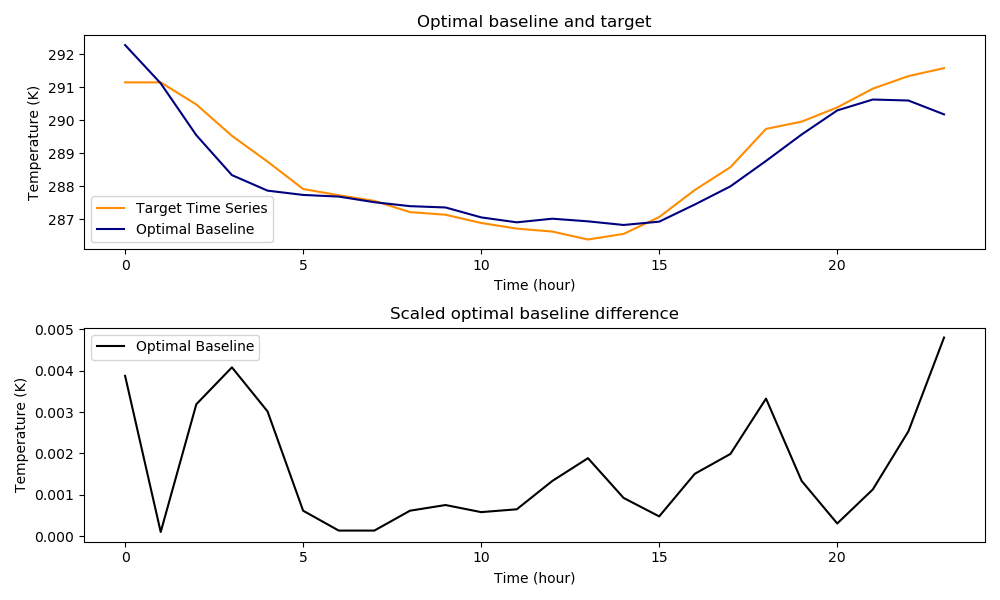 Optimal baseline and target
Temperature (K)
292
291
290
289
288
287
Target Time Series
Optimal Baseline
0 5 10 15 20
Time (hour)
Scaled optimal baseline difference
Temperature (K)
0.005
0.004
0.003
0.002
0.001
0.000
Optimal Baseline
0 5 10 15 20
Time (hour)